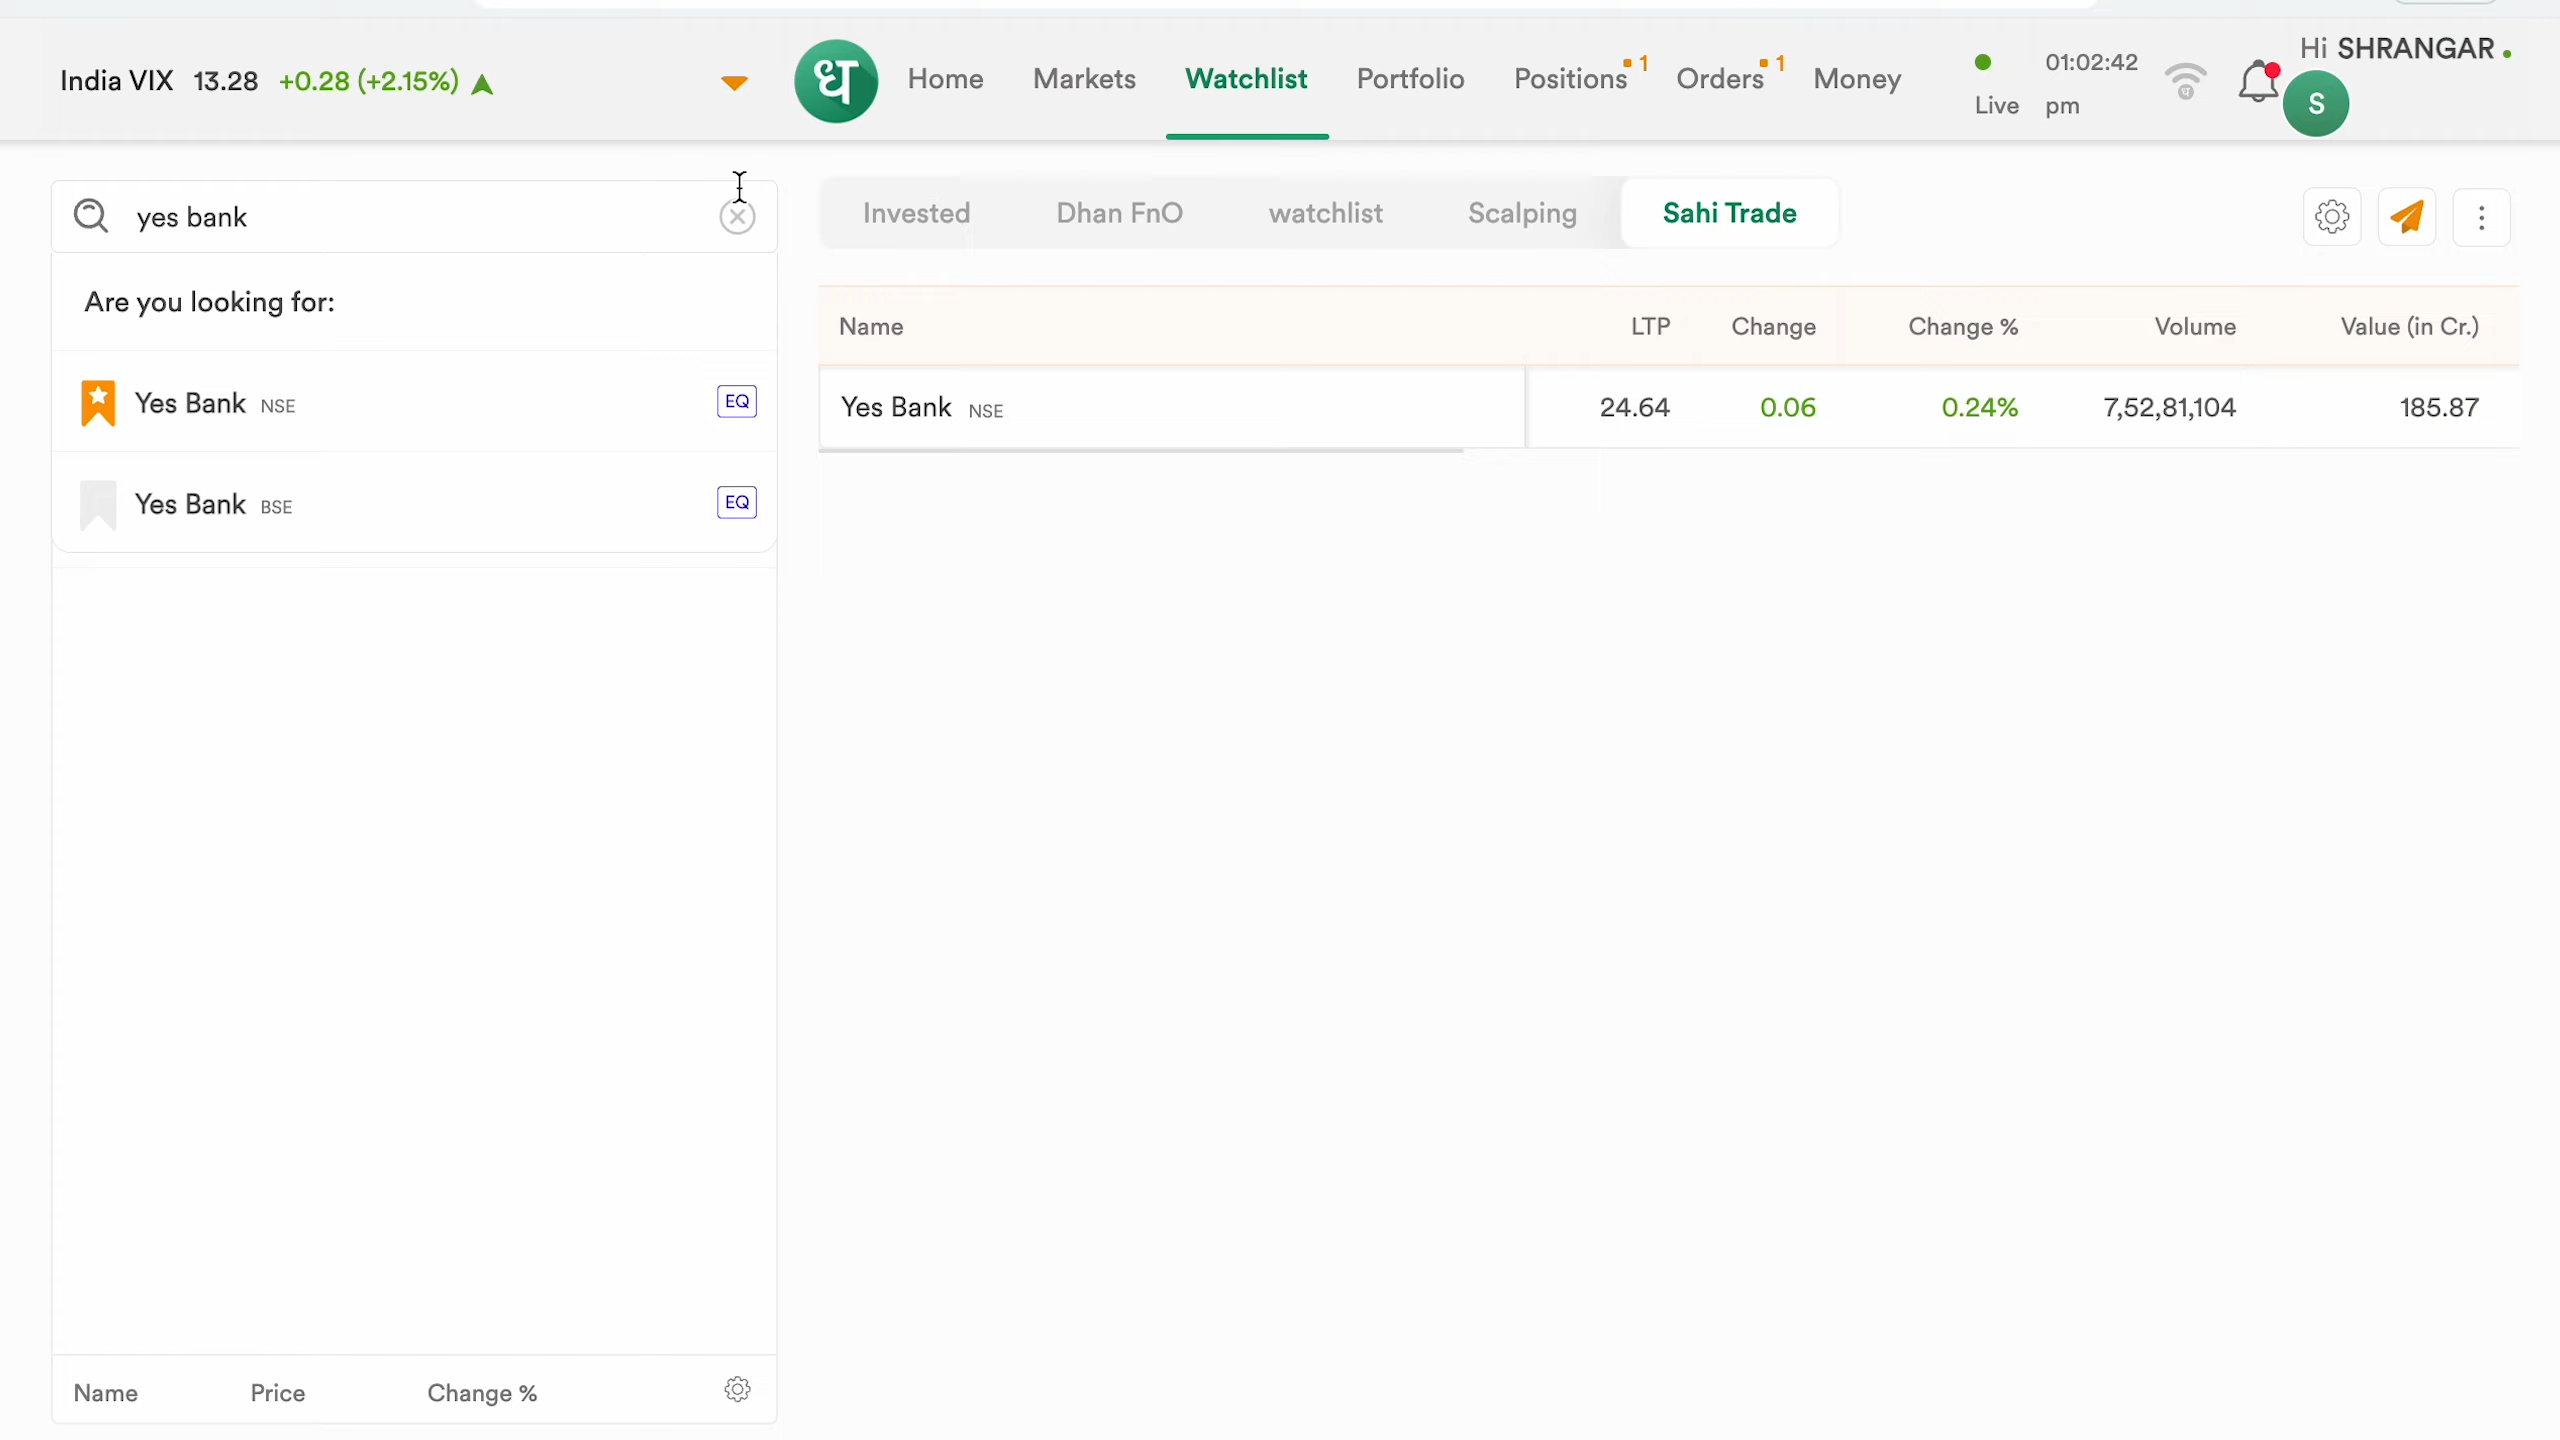 India VIX 13.28 +0.28 (+2.15%)
ध
Home Markets Watchlist Portfolio Positions 1 Orders 1 Money
Live
01:02:42
pm
Hi SHRANGAR
S
yes bank
Are you looking for:
Yes Bank NSE EQ
Yes Bank BSE EQ
Name Price Change %
Invested Dhan FnO watchlist Scalping Sahi Trade
Name LTP Change Change % Volume Value (in Cr.)
Yes Bank NSE 24.64 0.06 0.24% 7,52,81,104 185.87